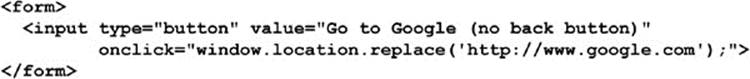 <form>
<input type="button" value="Go to Google (no back button)"
onclick="window.location.replace('http://www.google.com');">
</form>